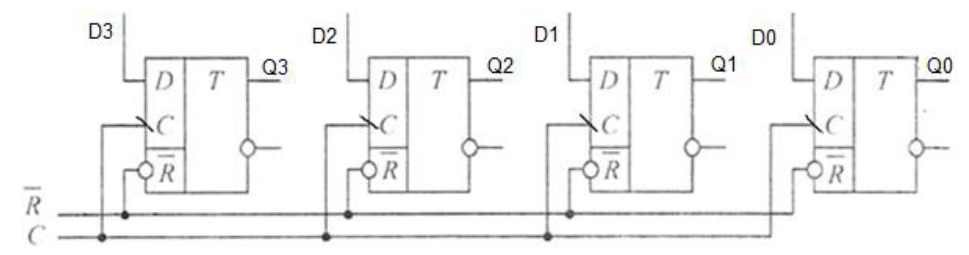 D3 D2 D1 D0
D T Q3 D T Q2 D T Q1 D T Q0
C C C C
R̅ R̅ R̅ R̅
R̅
C